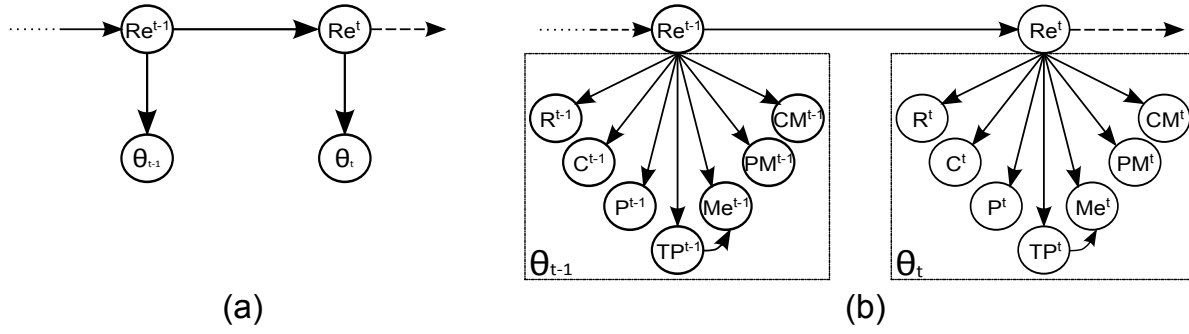 Re^t-1 Re^t
θ_t-1 θ_t
(a)
Re^t-1 Re^t
R^t-1 CM^t-1 R^t CM^t
C^t-1 PM^t-1 C^t PM^t
P^t-1 Me^t-1 P^t Me^t
TP^t-1 TP^t
θ_t-1 θ_t
(b)